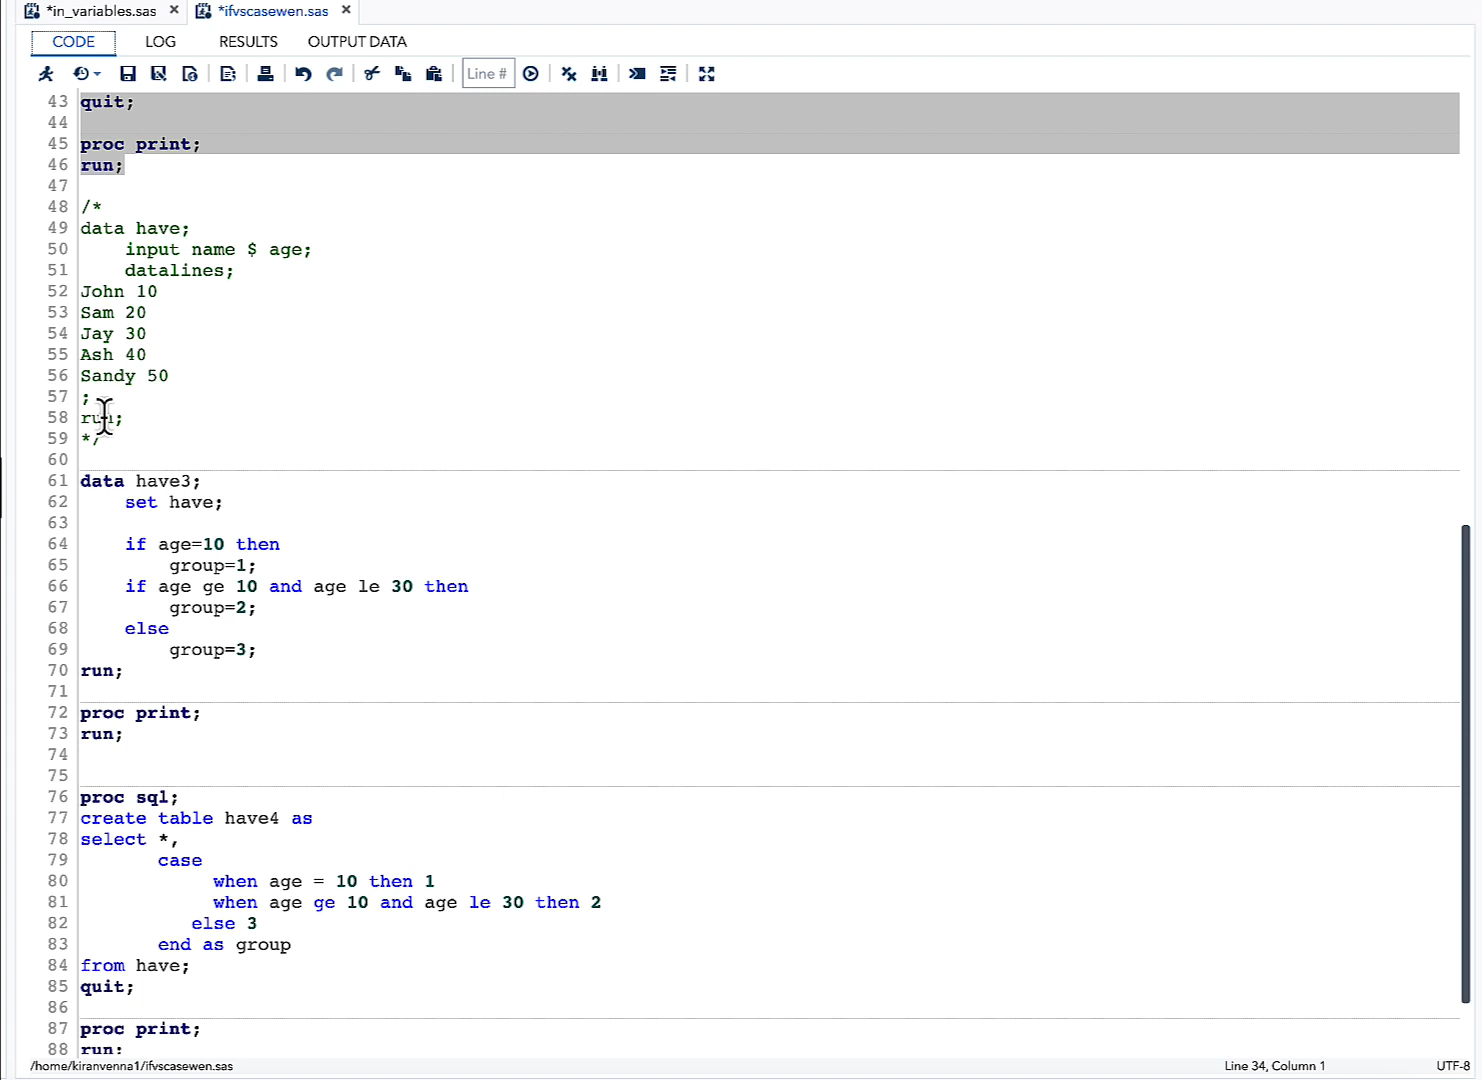 *in_variables.sas × *ifvscasewen.sas ×
CODE LOG RESULTS OUTPUT DATA
Line #
43 quit;
44
45 proc print;
46 run;
47
48 /*
49 data have;
50 input name $ age;
51 datalines;
52 John 10
53 Sam 20
54 Jay 30
55 Ash 40
56 Sandy 50
57 ;
58 run;
59 */
60
61 data have3;
62 set have;
63
64 if age=10 then
65 group=1;
66 if age ge 10 and age le 30 then
67 group=2;
68 else
69 group=3;
70 run;
71
72 proc print;
73 run;
74
75
76 proc sql;
77 create table have4 as
78 select *,
79 case
80 when age = 10 then 1
81 when age ge 10 and age le 30 then 2
82 else 3
83 end as group
84 from have;
85 quit;
86
87 proc print;
88 run;
/home/kiranvenna1/ifvscasewen.sas Line 34, Column 1 UTF-8